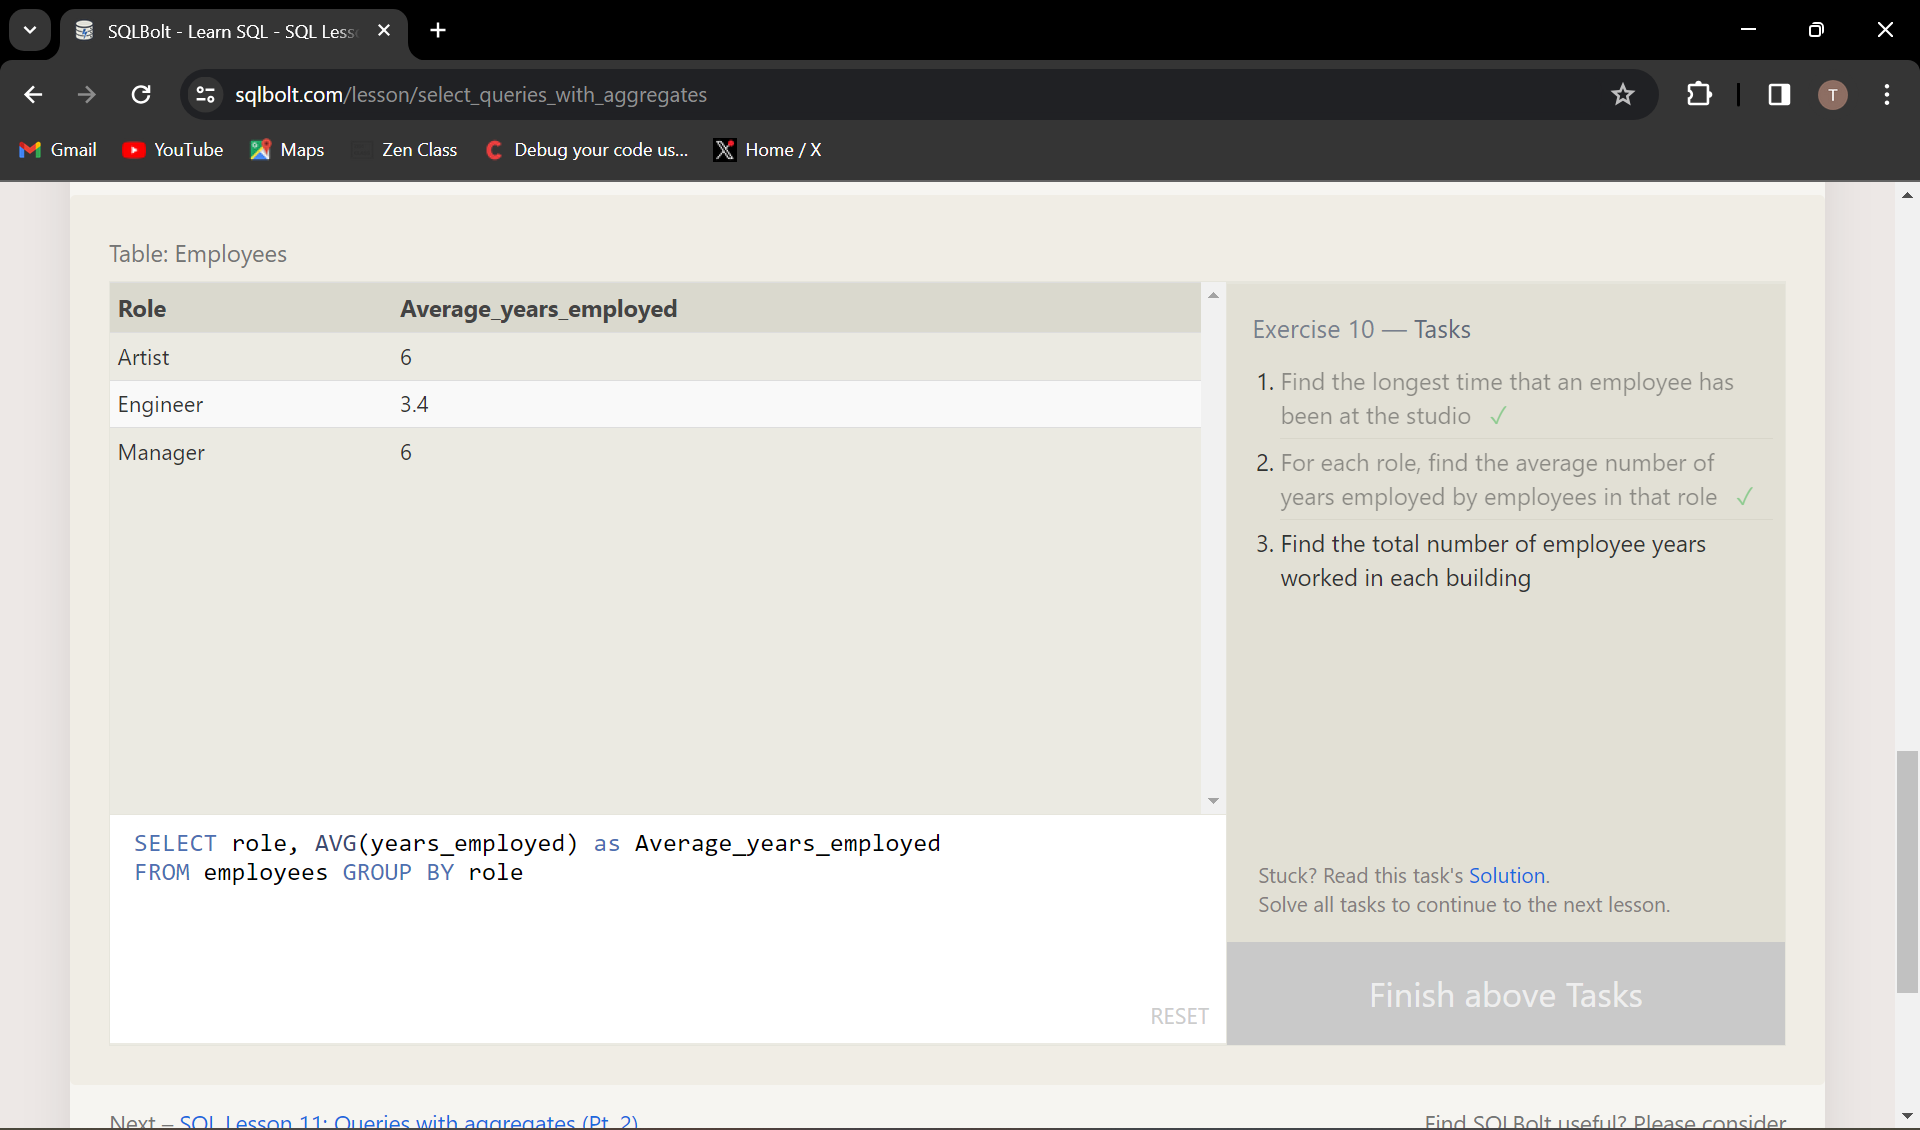 SQLBolt - Learn SQL - SQL Less
sqlbolt.com/lesson/select_queries_with_aggregates
T
Gmail
YouTube
Maps
Zen Class
Debug your code us...
Home / X
Table: Employees
Role Average_years_employed
Artist 6
Engineer 3.4
Manager 6
SELECT role, AVG(years_employed) as Average_years_employed
FROM employees GROUP BY role
RESET
Exercise 10 — Tasks
1. Find the longest time that an employee has
been at the studio ✓
2. For each role, find the average number of
years employed by employees in that role ✓
3. Find the total number of employee years
worked in each building
Stuck? Read this task's Solution.
Solve all tasks to continue to the next lesson.
Finish above Tasks
Next – SQL Lesson 11: Queries with aggregates (Pt. 2)
Find SQLBolt useful? Please consider